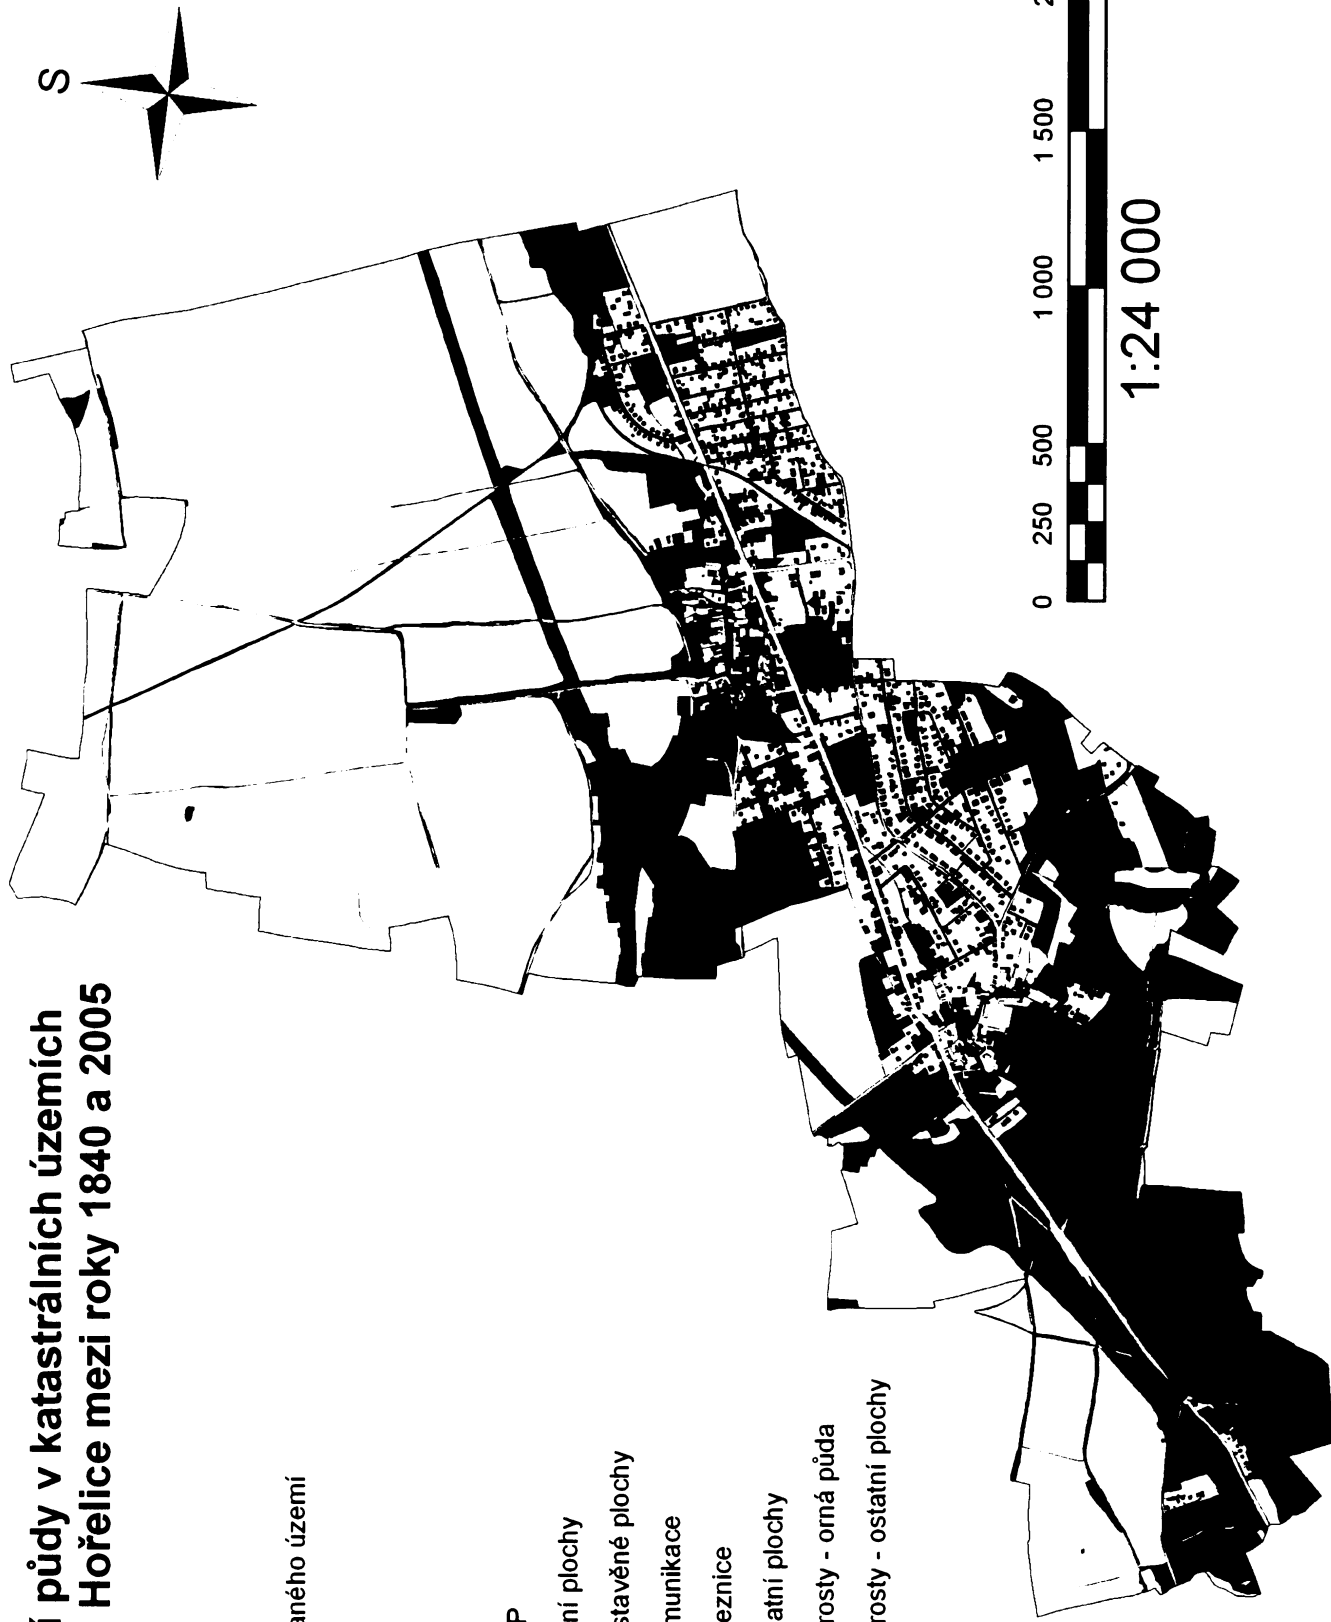 í půdy v katastrálních územích
Hořelice mezi roky 1840 a 2005
S
aného území
P
ní plochy
stavěné plochy
munikace
eznice
atní plochy
rosty - orná půda
rosty - ostatní plochy
0 250 500 1 000 1 500
1:24 000